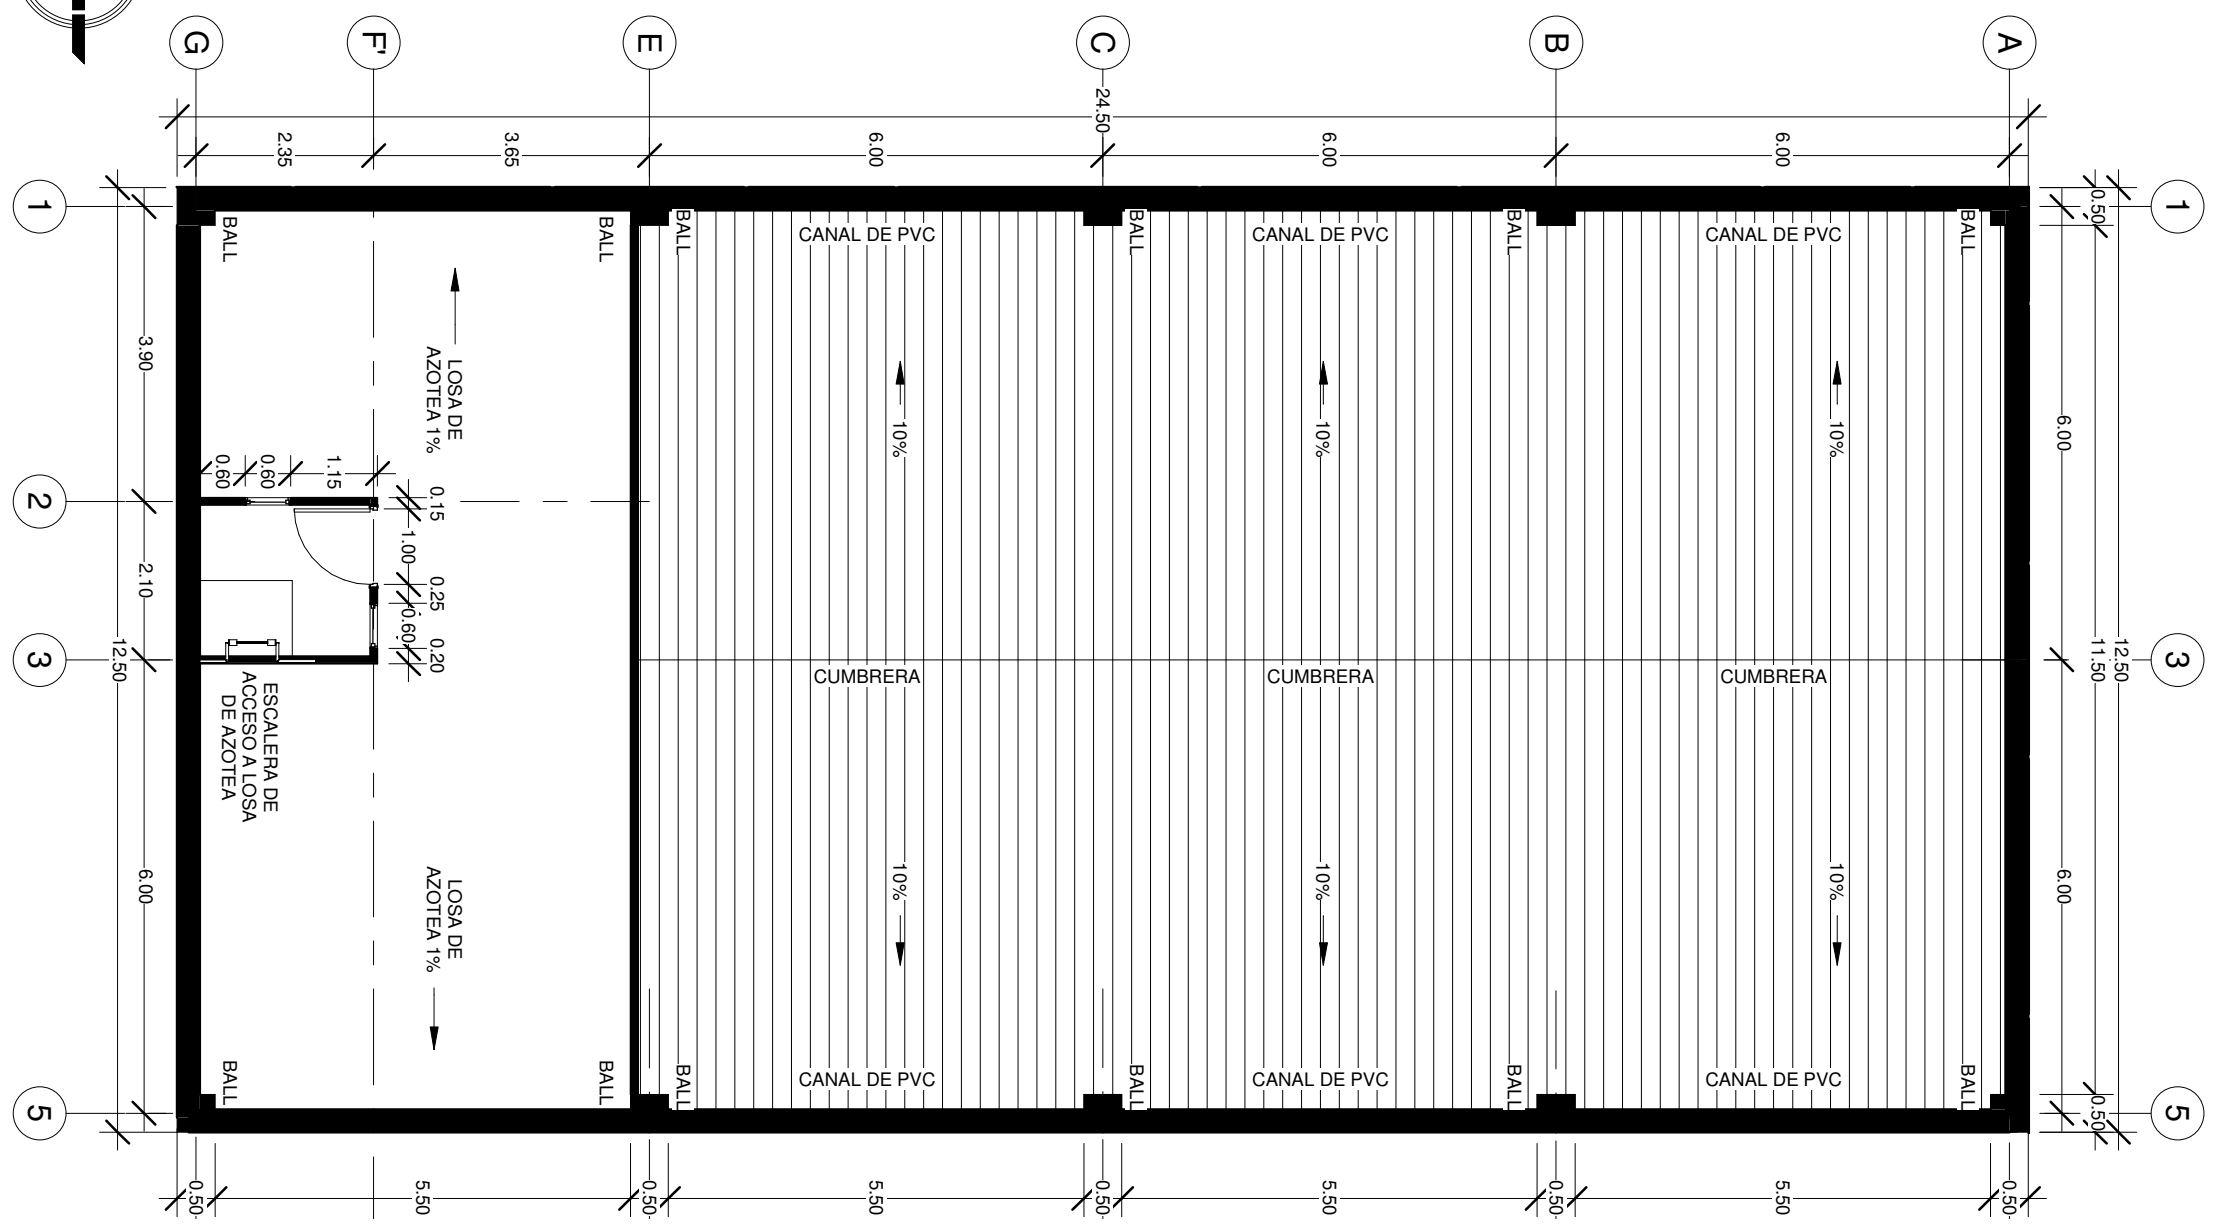 G
F'
E
C
B
A
24.50
2.35
3.65
6.00
6.00
6.00
1
1
0.50
12.50
11.50
BALL
BALL
BALL
BALL
BALL
BALL
CANAL DE PVC
CANAL DE PVC
CANAL DE PVC
3.90
6.00
LOSA DE
AZOTEA 1%
10%
10%
10%
0.60
0.60
1.15
2
0.15
1.00
0.25
0.60
0.20
2.10
3
3
12.50
CUMBRERA
CUMBRERA
CUMBRERA
ESCALERA DE
ACCESO A LOSA
DE AZOTEA
6.00
LOSA DE
AZOTEA 1%
10%
10%
10%
6.00
BALL
BALL
BALL
BALL
BALL
BALL
CANAL DE PVC
CANAL DE PVC
CANAL DE PVC
5
5
0.50
0.50
5.50
0.50
5.50
0.50
5.50
0.50
5.50
0.50